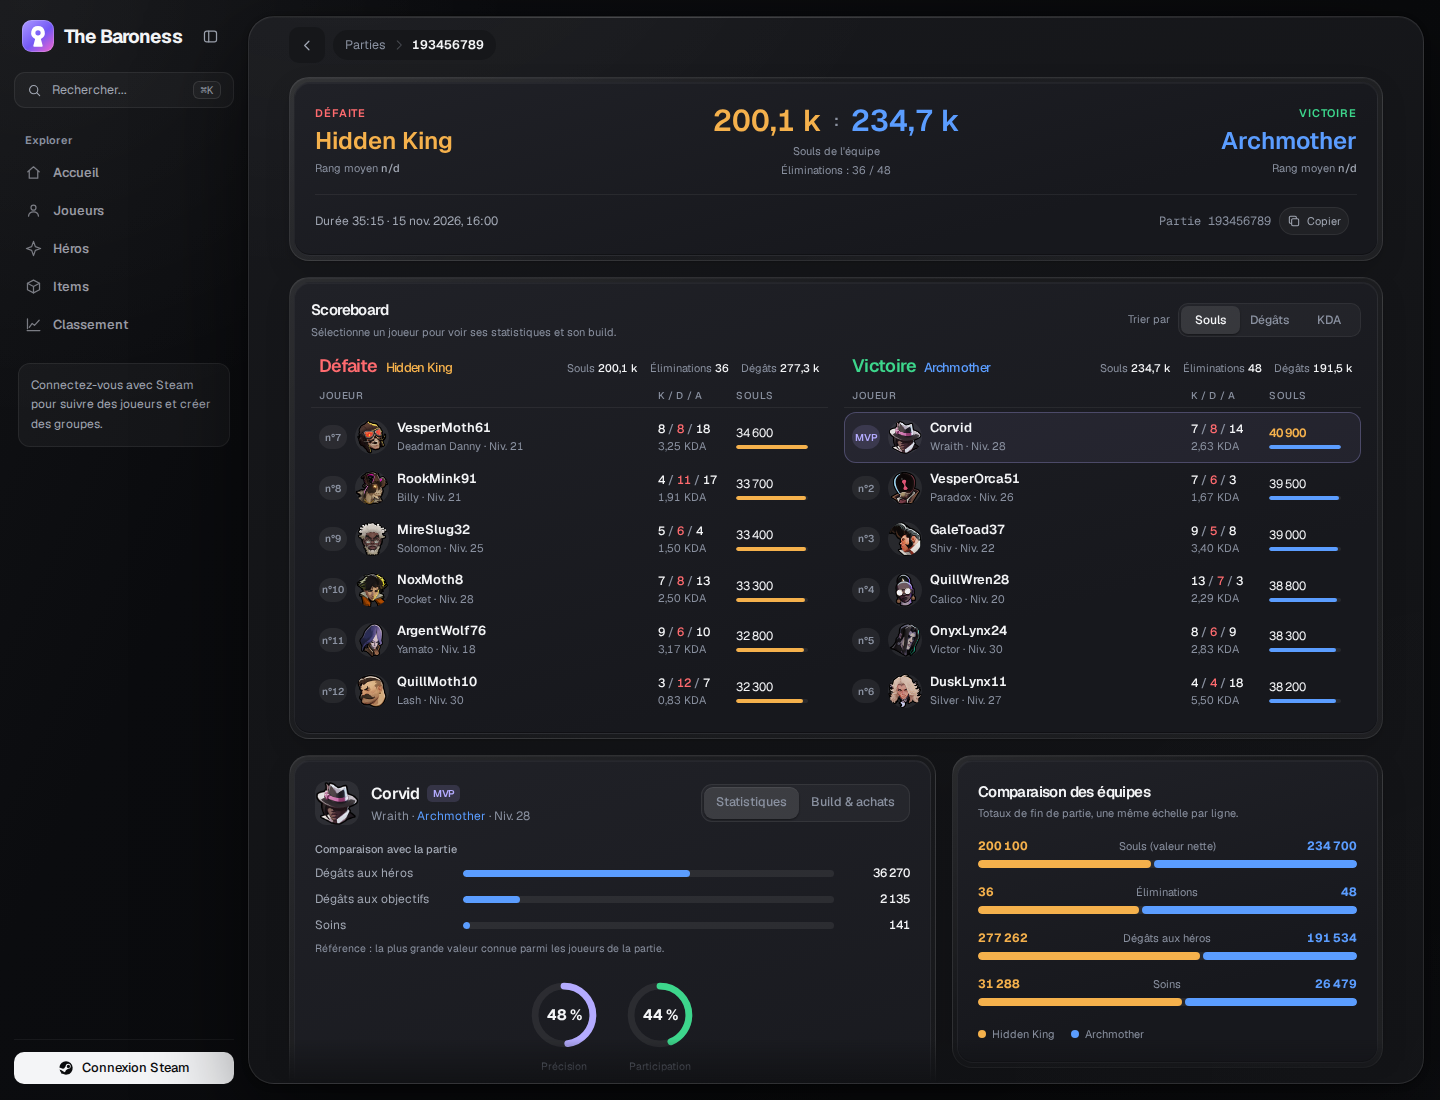 The Baroness
Rechercher...
⌘K
Explorer
Accueil
Joueurs
Héros
Items
Classement
Connectez-vous avec Steam
pour suivre des joueurs et créer
des groupes.
Connexion Steam
Parties
193456789
DÉFAITE
Hidden King
Rang moyen n/d
200,1 k : 234,7 k
Souls de l'équipe
Éliminations : 36 / 48
VICTOIRE
Archmother
Rang moyen n/d
Durée 35:15 · 15 nov. 2026, 16:00
Partie 193456789
Copier
Scoreboard
Sélectionne un joueur pour voir ses statistiques et son build.
Trier par
Souls
Dégâts
KDA
Défaite Hidden King
Souls 200,1 k
Éliminations 36
Dégâts 277,3 k
JOUEUR
K / D / A
SOULS
n°7
VesperMoth61
Deadman Danny · Niv. 21
8 / 8 / 18
3,25 KDA
34 600
n°8
RookMink91
Billy · Niv. 21
4 / 11 / 17
1,91 KDA
33 700
n°9
MireSlug32
Solomon · Niv. 25
5 / 6 / 4
1,50 KDA
33 400
n°10
NoxMoth8
Pocket · Niv. 28
7 / 8 / 13
2,50 KDA
33 300
n°11
ArgentWolf76
Yamato · Niv. 18
9 / 6 / 10
3,17 KDA
32 800
n°12
QuillMoth10
Lash · Niv. 30
3 / 12 / 7
0,83 KDA
32 300
Victoire Archmother
Souls 234,7 k
Éliminations 48
Dégâts 191,5 k
JOUEUR
K / D / A
SOULS
MVP
Corvid
Wraith · Niv. 28
7 / 8 / 14
2,63 KDA
40 900
n°2
VesperOrca51
Paradox · Niv. 26
7 / 6 / 3
1,67 KDA
39 500
n°3
GaleToad37
Shiv · Niv. 22
9 / 5 / 8
3,40 KDA
39 000
n°4
QuillWren28
Calico · Niv. 20
13 / 7 / 3
2,29 KDA
38 800
n°5
OnyxLynx24
Victor · Niv. 30
8 / 6 / 9
2,83 KDA
38 300
n°6
DuskLynx11
Silver · Niv. 27
4 / 4 / 18
5,50 KDA
38 200
Corvid
MVP
Wraith · Archmother · Niv. 28
Statistiques
Build & achats
Comparaison avec la partie
Dégâts aux héros
36 270
Dégâts aux objectifs
2 135
Soins
141
Référence : la plus grande valeur connue parmi les joueurs de la partie.
48 %
Précision
44 %
Participation
Comparaison des équipes
Totaux de fin de partie, une même échelle par ligne.
200 100
Souls (valeur nette)
234 700
36
Éliminations
48
277 262
Dégâts aux héros
191 534
31 288
Soins
26 479
Hidden King
Archmother